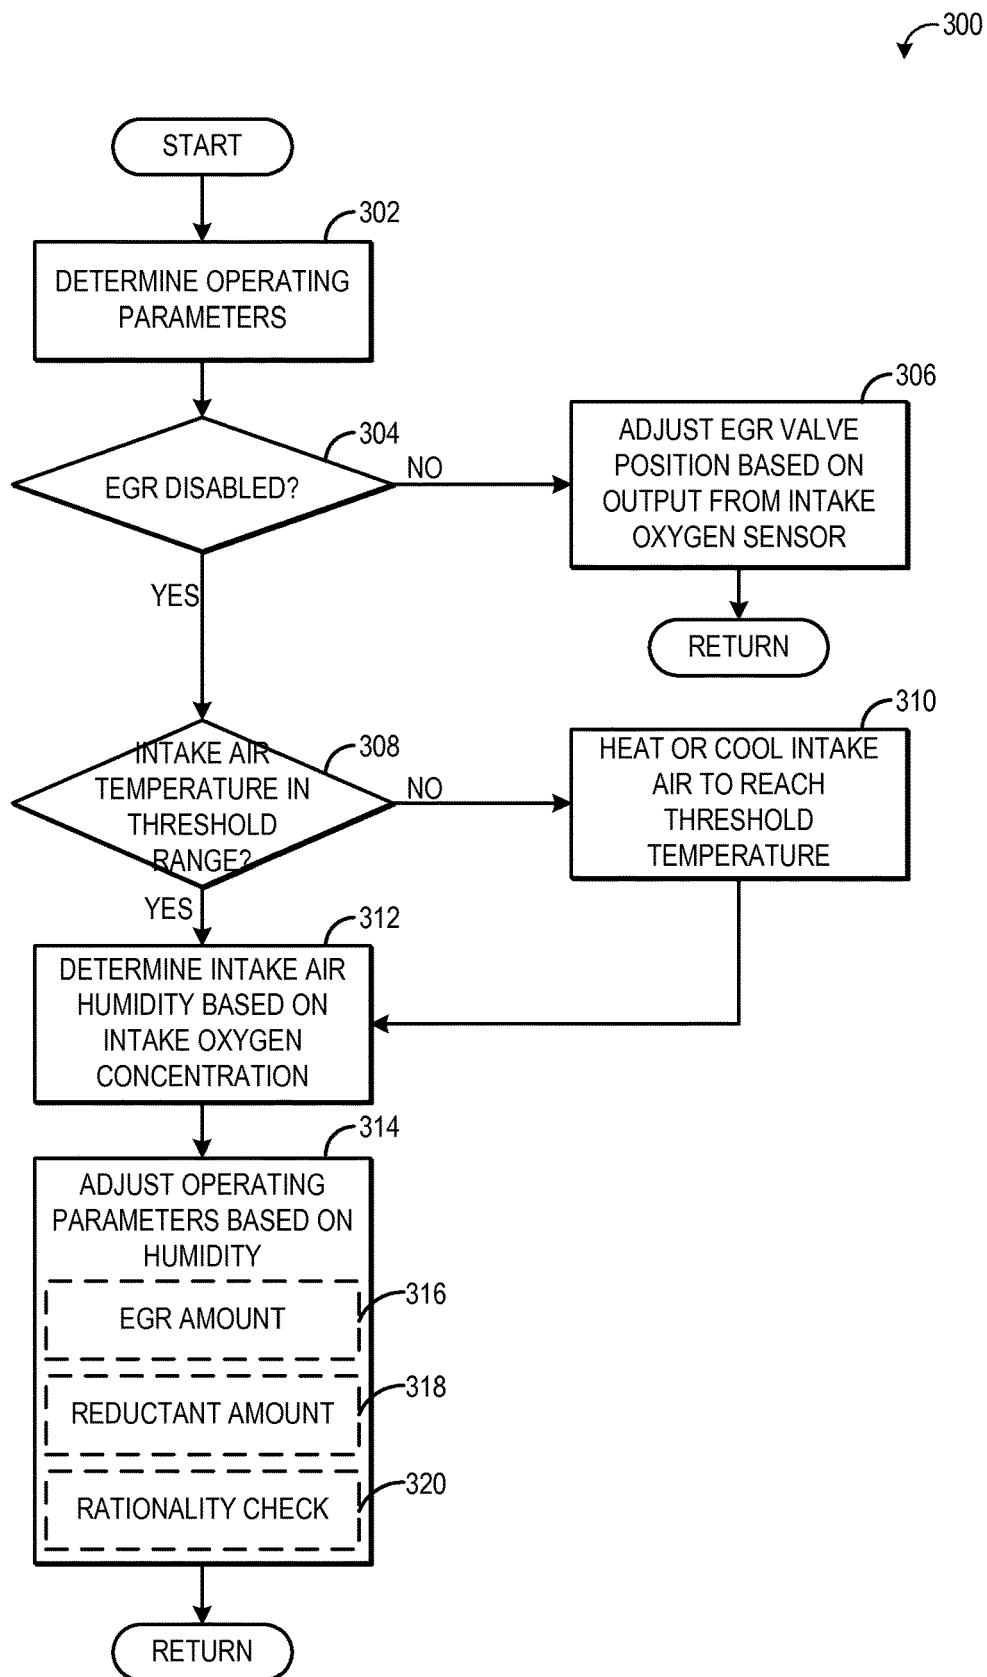 300
START
302
DETERMINE OPERATING
PARAMETERS
304
EGR DISABLED?
NO
YES
306
ADJUST EGR VALVE
POSITION BASED ON
OUTPUT FROM INTAKE
OXYGEN SENSOR
RETURN
308
INTAKE AIR
TEMPERATURE IN
THRESHOLD
RANGE?
NO
YES
310
HEAT OR COOL INTAKE
AIR TO REACH
THRESHOLD
TEMPERATURE
312
DETERMINE INTAKE AIR
HUMIDITY BASED ON
INTAKE OXYGEN
CONCENTRATION
314
ADJUST OPERATING
PARAMETERS BASED ON
HUMIDITY
316
EGR AMOUNT
318
REDUCTANT AMOUNT
320
RATIONALITY CHECK
RETURN